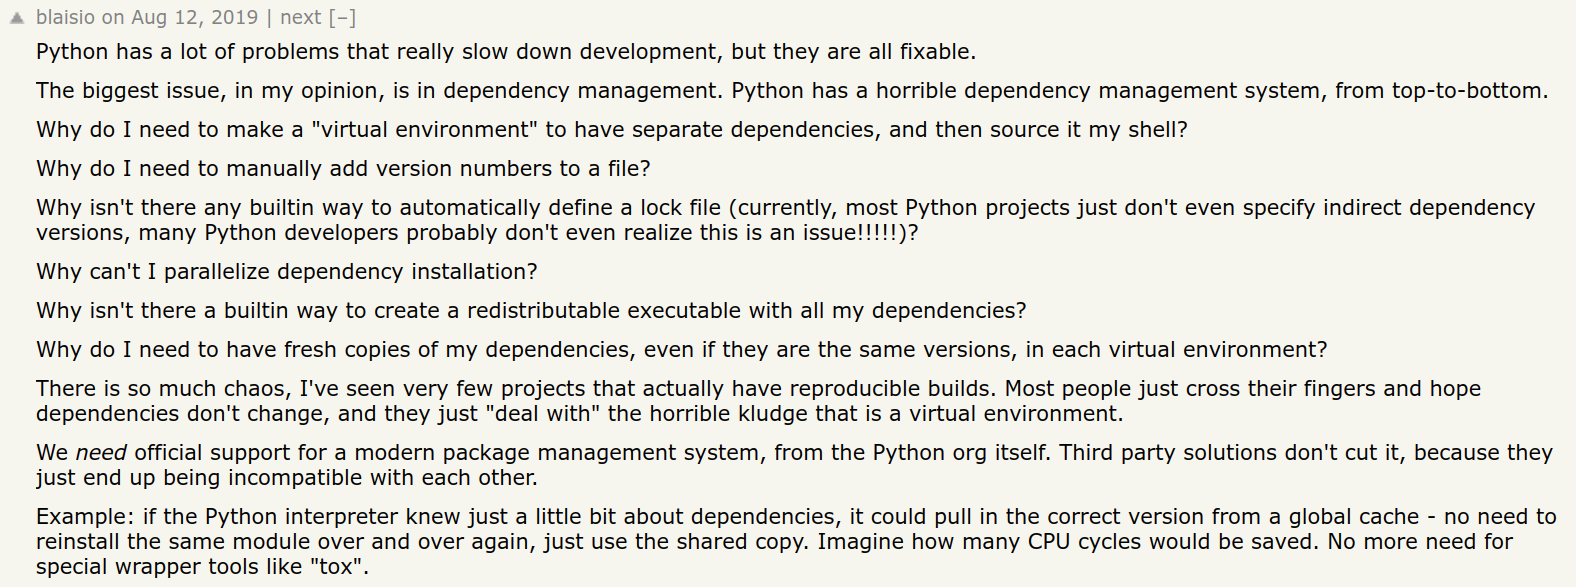 blaisio on Aug 12, 2019 | next [–]
Python has a lot of problems that really slow down development, but they are all fixable.
The biggest issue, in my opinion, is in dependency management. Python has a horrible dependency management system, from top-to-bottom.
Why do I need to make a "virtual environment" to have separate dependencies, and then source it my shell?
Why do I need to manually add version numbers to a file?
Why isn't there any builtin way to automatically define a lock file (currently, most Python projects just don't even specify indirect dependency
versions, many Python developers probably don't even realize this is an issue!!!!!)?
Why can't I parallelize dependency installation?
Why isn't there a builtin way to create a redistributable executable with all my dependencies?
Why do I need to have fresh copies of my dependencies, even if they are the same versions, in each virtual environment?
There is so much chaos, I've seen very few projects that actually have reproducible builds. Most people just cross their fingers and hope
dependencies don't change, and they just "deal with" the horrible kludge that is a virtual environment.
We need official support for a modern package management system, from the Python org itself. Third party solutions don't cut it, because they
just end up being incompatible with each other.
Example: if the Python interpreter knew just a little bit about dependencies, it could pull in the correct version from a global cache - no need to
reinstall the same module over and over again, just use the shared copy. Imagine how many CPU cycles would be saved. No more need for
special wrapper tools like "tox".